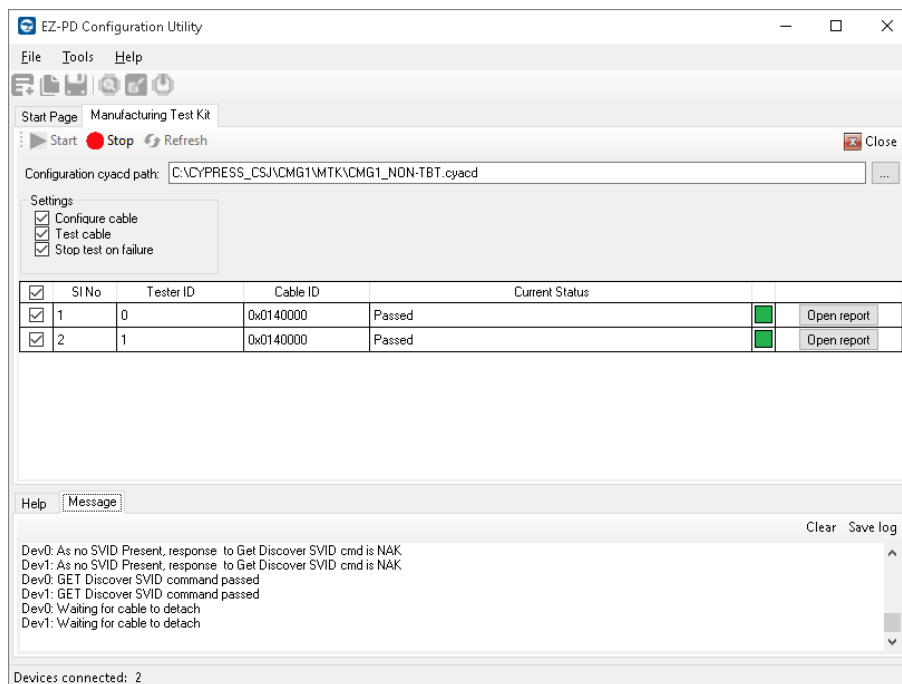 EZ-PD Configuration Utility
File Tools Help
Start Page Manufacturing Test Kit
Start Stop Refresh Close
Configuration cyacd path: C:\CYPRESS_CSJ\CMG1\MTK\CMG1_NON-TBT.cyacd ...
Settings
Configure cable
Test cable
Stop test on failure
Sl No Tester ID Cable ID Current Status
1 0 0x0140000 Passed Open report
2 1 0x0140000 Passed Open report
Help Message
Clear Save log
Dev0: As no SVID Present, response to Get Discover SVID cmd is NAK
Dev1: As no SVID Present, response to Get Discover SVID cmd is NAK
Dev0: GET Discover SVID command passed
Dev1: GET Discover SVID command passed
Dev0: Waiting for cable to detach
Dev1: Waiting for cable to detach
Devices connected: 2